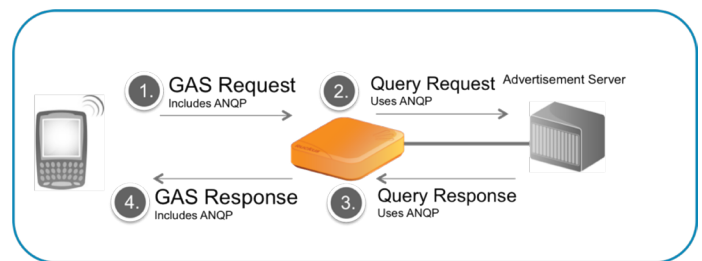 1.
GAS Request
Includes ANQP
2.
Query Request
Uses ANQP
Advertisement Server
4.
GAS Response
Includes ANQP
3.
Query Response
Uses ANQP